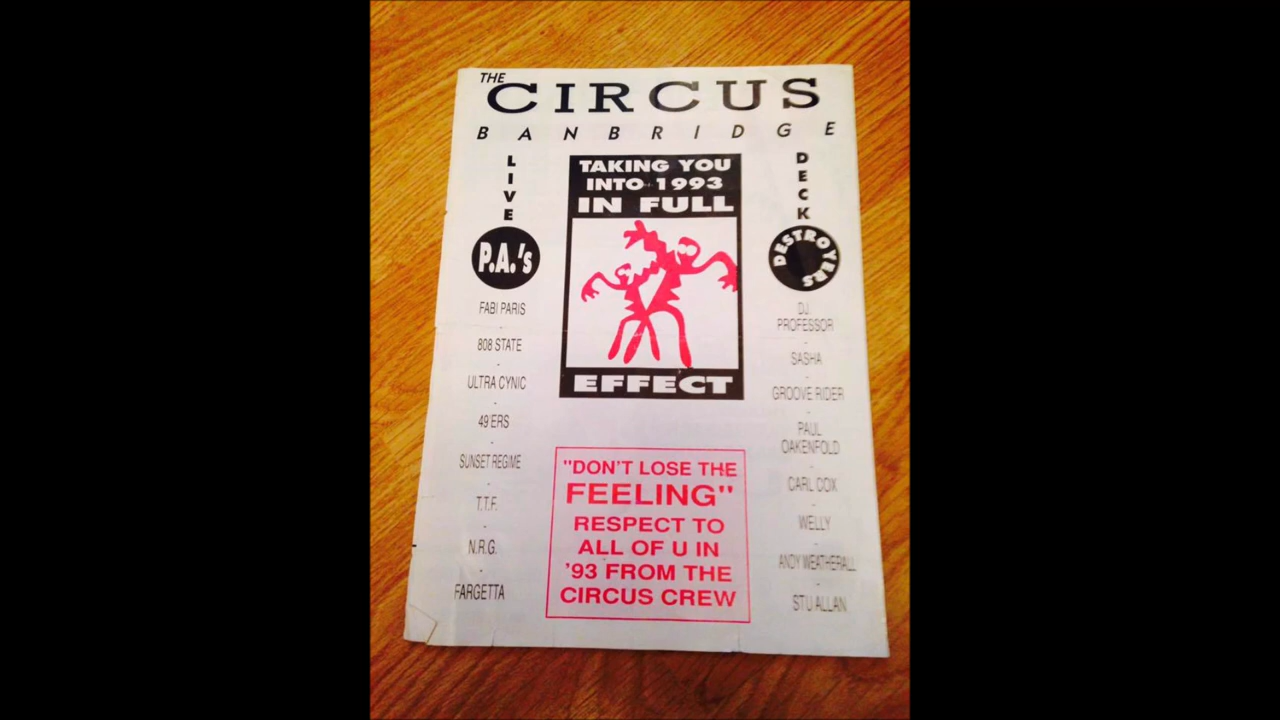 THE
CIRCUS
BANBRIDGE
LIVE
P.A.'s
FABI PARIS
-
808 STATE
-
ULTRA CYNIC
-
49'ERS
-
SUNSET REGIME
-
T.T.F.
-
N.R.G.
-
FARGETTA
TAKING YOU
INTO 1993
IN FULL
EFFECT
"DON'T LOSE THE
FEELING"
RESPECT TO
ALL OF U IN
'93 FROM THE
CIRCUS CREW
DECK
DESTROYERS
DJ
PROFESSOR
-
SASHA
-
GROOVE RIDER
-
PAUL
OAKENFOLD
-
CARL COX
-
WELLY
-
ANDY WEATHERALL
-
STU ALLAN